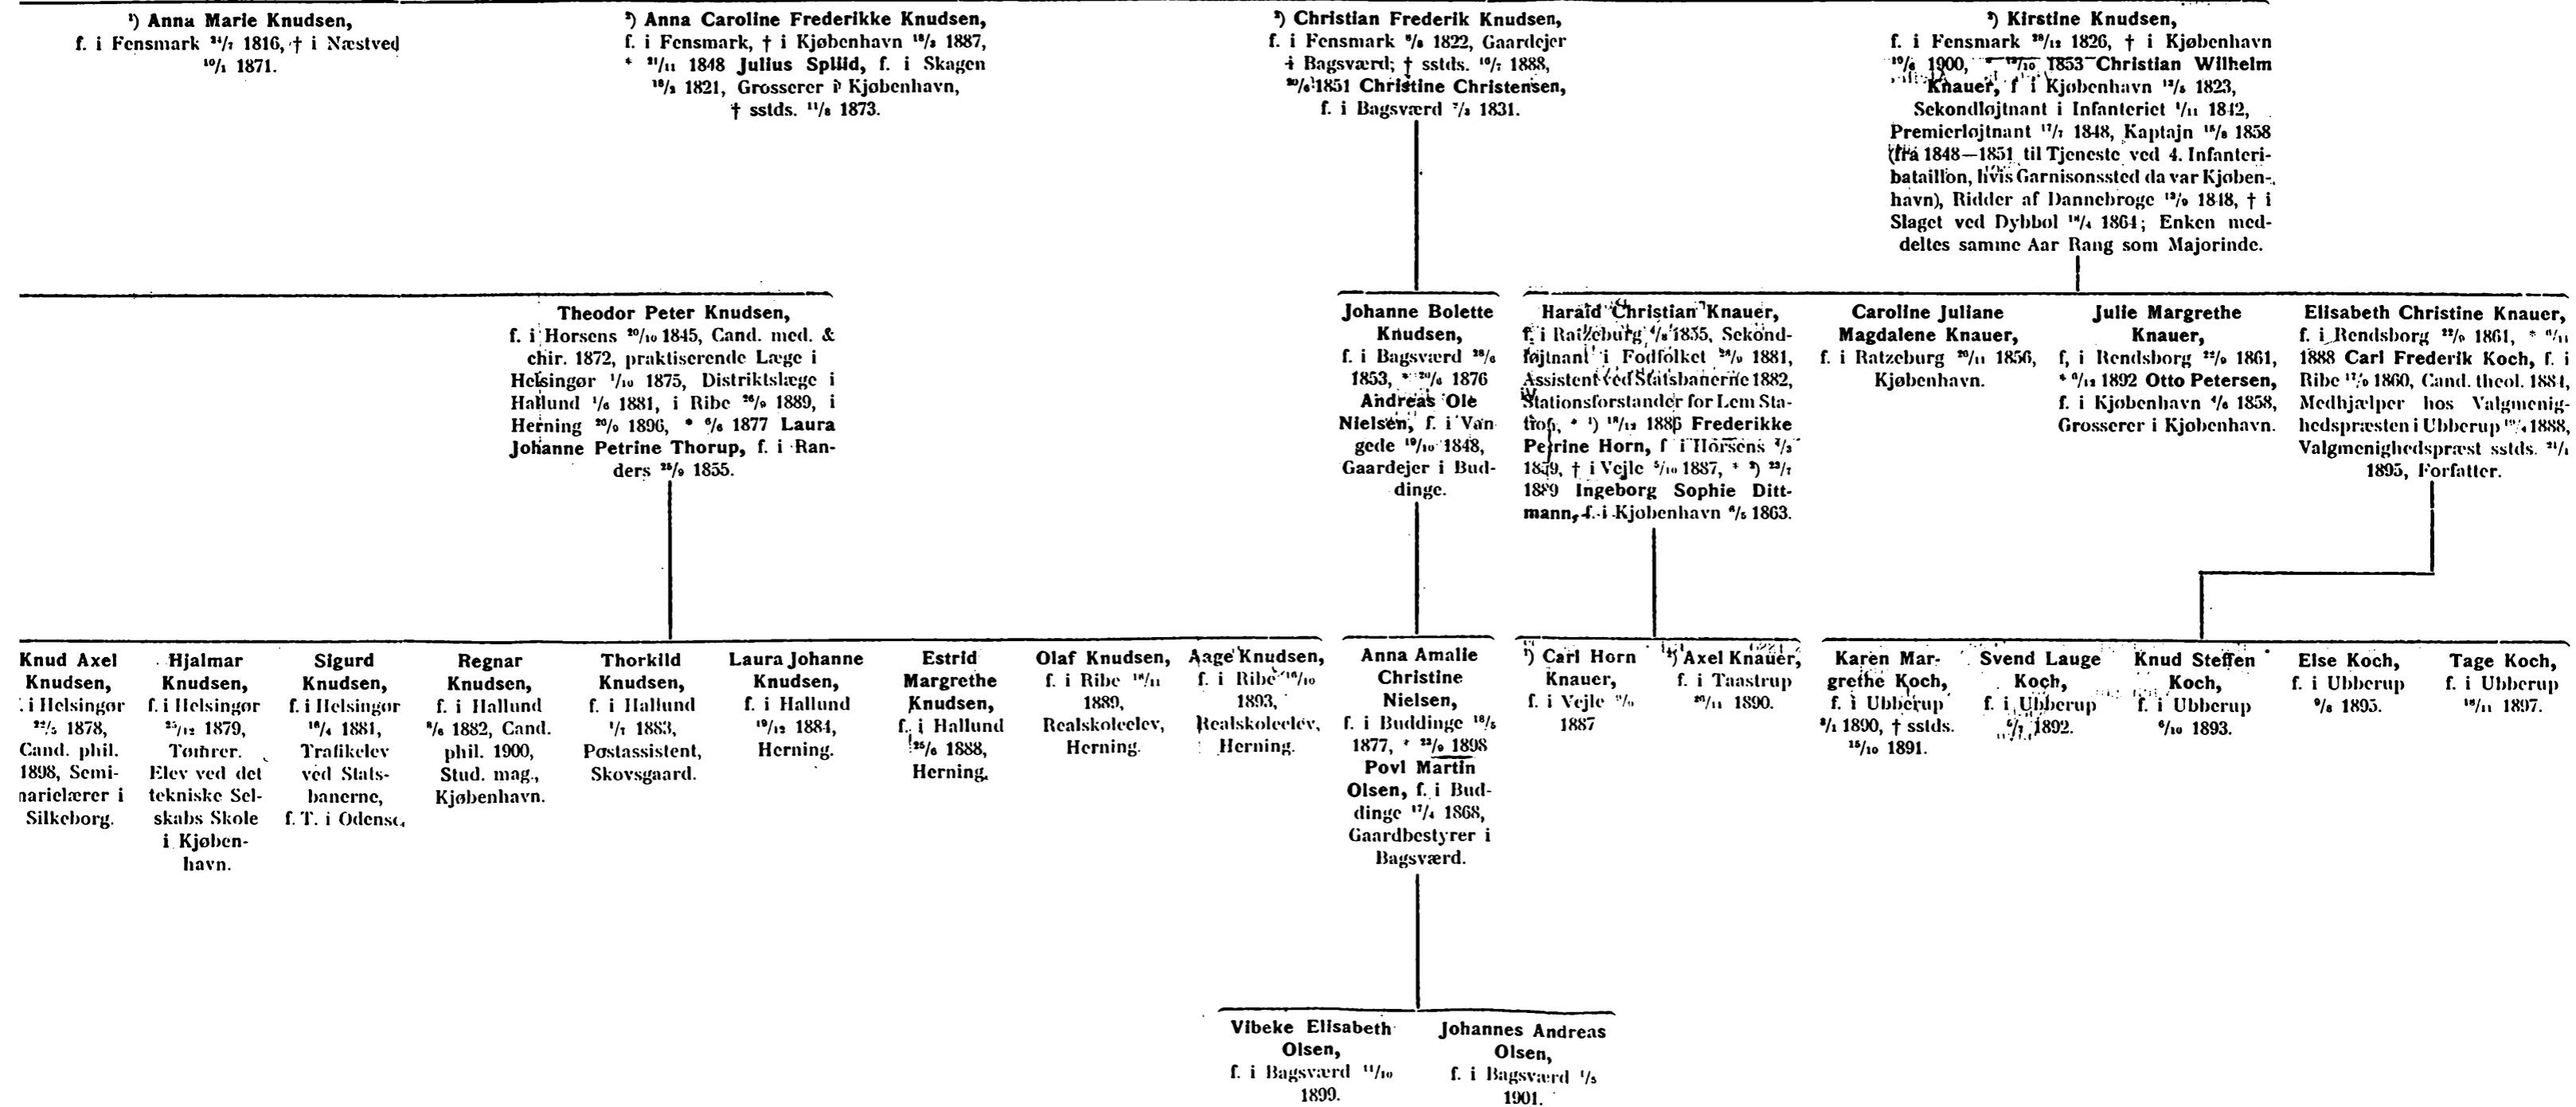 ¹) Anna Marie Knudsen,
f. i Fensmark ²⁴/₇ 1816, † i Næstved
¹⁰/₁ 1871.
²) Anna Caroline Frederikke Knudsen,
f. i Fensmark, † i Kjøbenhavn ¹⁸/₃ 1887,
* ²¹/₁₁ 1848 Julius Spliid, f. i Skagen
¹⁸/₃ 1821, Grosserer i Kjøbenhavn,
† sstds. ¹¹/₈ 1873.
²) Christian Frederik Knudsen,
f. i Fensmark ⁸/₈ 1822, Gaardejer
i Bagsværd; † sstds. ¹⁰/₇ 1888,
²⁰/₆ 1851 Christine Christensen,
f. i Bagsværd ⁷/₃ 1831.
²) Kirstine Knudsen,
f. i Fensmark ²⁸/₁₂ 1826, † i Kjøbenhavn
¹⁹/₆ 1900, * ¹²/₁₀ 1853 Christian Wilhelm
Knauer, f i Kjøbenhavn ¹³/₅ 1823,
Sekondløjtnant i Infanteriet ¹/₁₁ 1842,
Premierløjtnant ¹⁷/₇ 1848, Kaptajn ¹⁸/₈ 1858
(fra 1848—1851 til Tjeneste ved 4. Infanteri-
bataillon, hvis Garnisonssted da var Kjøben-
havn), Ridder af Dannebroge ¹³/₉ 1848, † i
Slaget ved Dybbøl ¹⁸/₄ 1864; Enken med-
deltes samme Aar Rang som Majorinde.
Theodor Peter Knudsen,
f. i Horsens ²⁰/₁₀ 1845, Cand. med. &
chir. 1872, praktiserende Læge i
Helsingør ¹/₁₀ 1875, Distriktslæge i
Hallund ¹/₆ 1881, i Ribe ²⁶/₉ 1889, i
Herning ²⁶/₉ 1896, * ⁶/₆ 1877 Laura
Johanne Petrine Thorup, f. i Ran-
ders ²⁵/₉ 1855.
Johanne Bolette
Knudsen,
f. i Bagsværd ²⁸/₆
1853, * ²⁰/₆ 1876
Andreas Ole
Nielsen, f. i Van
gede ¹⁹/₁₀ 1848,
Gaardejer i Bud-
dinge.
Harald Christian Knauer,
f. i Ratzeburg ⁴/₈ 1855, Sekond-
løjtnant i Fodfolket ²⁸/₉ 1881,
Assistent ved Statsbanerne 1882,
Stationsforstander for Lem Sta-
tion, * ¹) ¹⁸/₁₂ 1886 Frederikke
Petrine Horn, f i Horsens ⁷/₃
1859, † i Vejle ⁵/₁₀ 1887, * ²) ²³/₇
1889 Ingeborg Sophie Ditt-
mann, f. i Kjøbenhavn ⁶/₅ 1863.
Caroline Juliane
Magdalene Knauer,
f. i Ratzeburg ²⁶/₁₁ 1856,
Kjøbenhavn.
Julie Margrethe
Knauer,
f, i Rendsborg ²²/₉ 1861,
* ⁶/₁₂ 1892 Otto Petersen,
f. i Kjøbenhavn ⁴/₆ 1858,
Grosserer i Kjøbenhavn.
Elisabeth Christine Knauer,
f. i Rendsborg ²²/₉ 1861, * ⁶/₁₁
1888 Carl Frederik Koch, f. i
Ribe ¹⁷/₉ 1860, Cand. theol. 1884,
Medhjælper hos Valgmenig-
hedspræsten i Ubberup 1888,
Valgmenighedspræst sstds. ²¹/₁
1895, Forfatter.
Knud Axel
Knudsen,
. i Helsingør
²²/₅ 1878,
Cand. phil.
1898, Semi-
narielærer i
Silkeborg.
Hjalmar
Knudsen,
f. i Helsingør
²⁵/₁₂ 1879,
Tømrer.
Elev ved det
tekniske Sel-
skabs Skole
i Kjøben-
havn.
Sigurd
Knudsen,
f. i Helsingør
¹⁸/₄ 1881,
Trafikelev
ved Stats-
banerne,
f. T. i Odense.
Regnar
Knudsen,
f. i Hallund
⁸/₆ 1882, Cand.
phil. 1900,
Stud. mag.,
Kjøbenhavn.
Thorkild
Knudsen,
f. i Hallund
¹/₇ 1883,
Postassistent,
Skovsgaard.
Laura Johanne
Knudsen,
f. i Hallund
¹⁹/₁₂ 1884,
Herning.
Estrid
Margrethe
Knudsen,
f. i Hallund
²⁵/₆ 1888,
Herning.
Olaf Knudsen,
f. i Ribe ¹⁸/₁₁
1889,
Realskoleelev,
Herning.
Aage Knudsen,
f. i Ribe ¹⁸/₁₀
1893,
Realskoleelev,
Herning.
Anna Amalie
Christine
Nielsen,
f. i Buddinge ¹⁸/₅
1877, * ²³/₉ 1898
Povl Martin
Olsen, f. i Bud-
dinge ¹⁷/₄ 1868,
Gaardbestyrer i
Bagsværd.
¹) Carl Horn
Knauer,
f. i Vejle
1887
²) Axel Knauer,
f. i Taastrup
²⁰/₁₁ 1890.
Karen Mar-
grethe Koch,
f. i Ubberup
⁸/₁ 1890, † sstds.
¹⁵/₁₀ 1891.
Svend Lauge
Koch,
f. i Ubberup
1892.
Knud Steffen
Koch,
f. i Ubberup
⁶/₁₀ 1893.
Else Koch,
f. i Ubberup
⁹/₈ 1895.
Tage Koch,
f. i Ubberup
¹⁸/₁₁ 1897.
Vibeke Elisabeth
Olsen,
f. i Bagsværd ¹¹/₁₀
1899.
Johannes Andreas
Olsen,
f. i Bagsværd ¹/₅
1901.